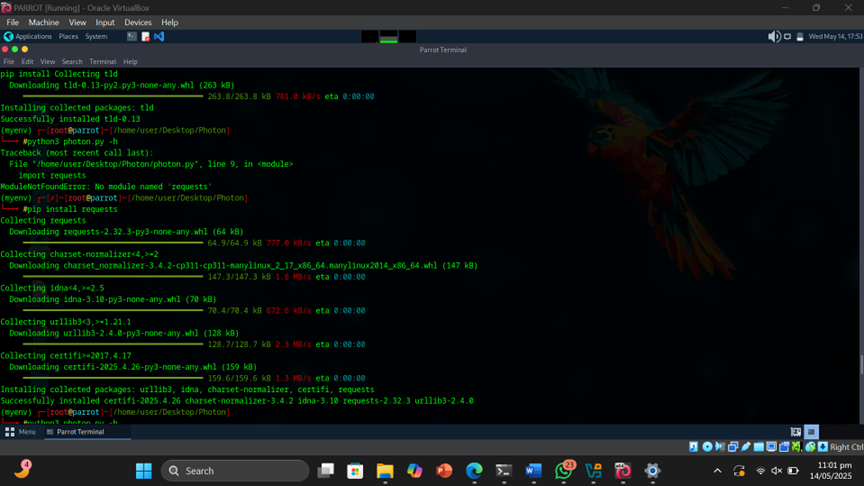 PARROT [Running] - Oracle VirtualBox
File Machine View Input Devices Help
Applications Places System
Wed May 14, 17:53
Parrot Terminal
File Edit View Search Terminal Help
pip install Collecting tld
Downloading tld-0.13-py2.py3-none-any.whl (263 kB)
263.8/263.8 kB 781.0 kB/s eta 0:00:00
Installing collected packages: tld
Successfully installed tld-0.13
(myenv) ┌─[root@parrot]─[/home/user/Desktop/Photon]
└──╼ #python3 photon.py -h
Traceback (most recent call last):
File "/home/user/Desktop/Photon/photon.py", line 9, in <module>
import requests
ModuleNotFoundError: No module named 'requests'
(myenv) ┌─[✗]─[root@parrot]─[/home/user/Desktop/Photon]
└──╼ #pip install requests
Collecting requests
Downloading requests-2.32.3-py3-none-any.whl (64 kB)
64.9/64.9 kB 777.0 kB/s eta 0:00:00
Collecting charset-normalizer<4,>=2
Downloading charset_normalizer-3.4.2-cp311-cp311-manylinux_2_17_x86_64.manylinux2014_x86_64.whl (147 kB)
147.3/147.3 kB 1.8 MB/s eta 0:00:00
Collecting idna<4,>=2.5
Downloading idna-3.10-py3-none-any.whl (70 kB)
70.4/70.4 kB 672.6 kB/s eta 0:00:00
Collecting urllib3<3,>=1.21.1
Downloading urllib3-2.4.0-py3-none-any.whl (128 kB)
128.7/128.7 kB 2.3 MB/s eta 0:00:00
Collecting certifi>=2017.4.17
Downloading certifi-2025.4.26-py3-none-any.whl (159 kB)
159.6/159.6 kB 1.3 MB/s eta 0:00:00
Installing collected packages: urllib3, idna, charset-normalizer, certifi, requests
Successfully installed certifi-2025.4.26 charset-normalizer-3.4.2 idna-3.10 requests-2.32.3 urllib3-2.4.0
(myenv) ┌─[root@parrot]─[/home/user/Desktop/Photon]
└──╼ #python3 photon.py -h
Menu Parrot Terminal
Right Ctrl
4
Search
23
11:01 pm
14/05/2025